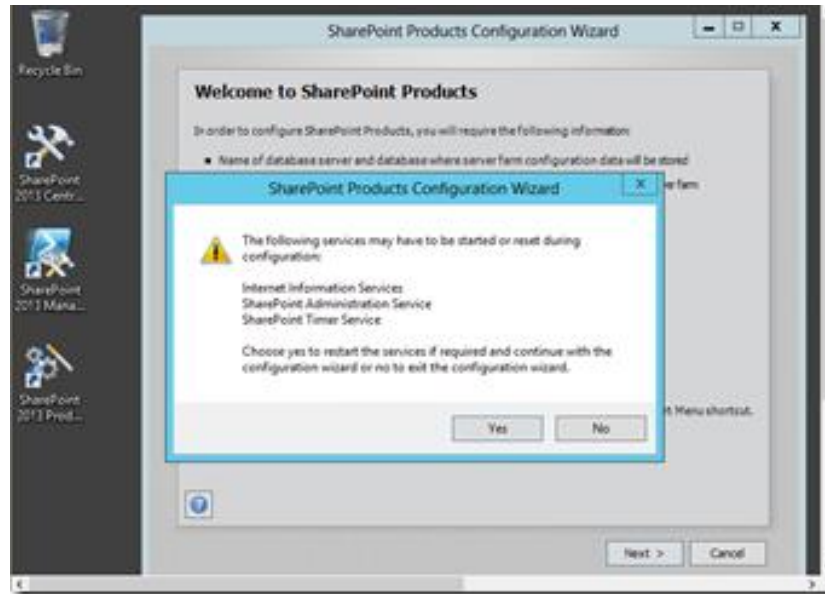 SharePoint Products Configuration Wizard
Recycle Bin
Welcome to SharePoint Products
In order to configure SharePoint Products, you will require the following information:
Name of database server and database where server farm configuration data will be stored
SharePoint
2013 Centr...
SharePoint Products Configuration Wizard
er farm
The following services may have to be started or reset during
configuration:
Internet Information Services
SharePoint Administration Service
SharePoint Timer Service
SharePoint
2013 Mana...
Choose yes to restart the services if required and continue with the
configuration wizard or no to exit the configuration wizard.
SharePoint
2013 Prod...
Menu shortcut.
Yes
No
Next >
Cancel